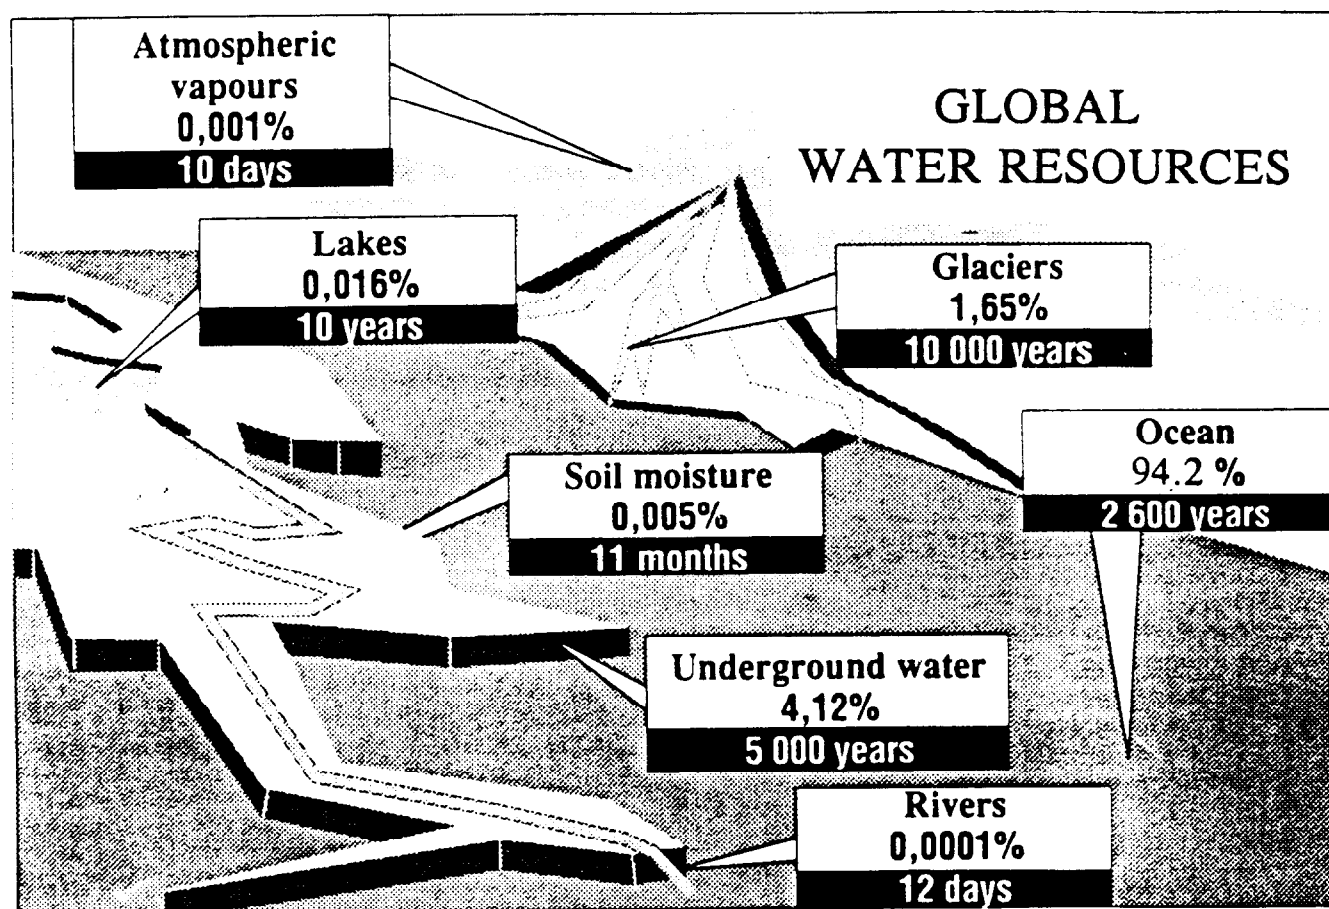 Atmospheric
vapours
0,001%
10 days
GLOBAL
WATER RESOURCES
Lakes
0,016%
10 years
Glaciers
1,65%
10 000 years
Ocean
94.2 %
2 600 years
Soil moisture
0,005%
11 months
Underground water
4,12%
5 000 years
Rivers
0,0001%
12 days